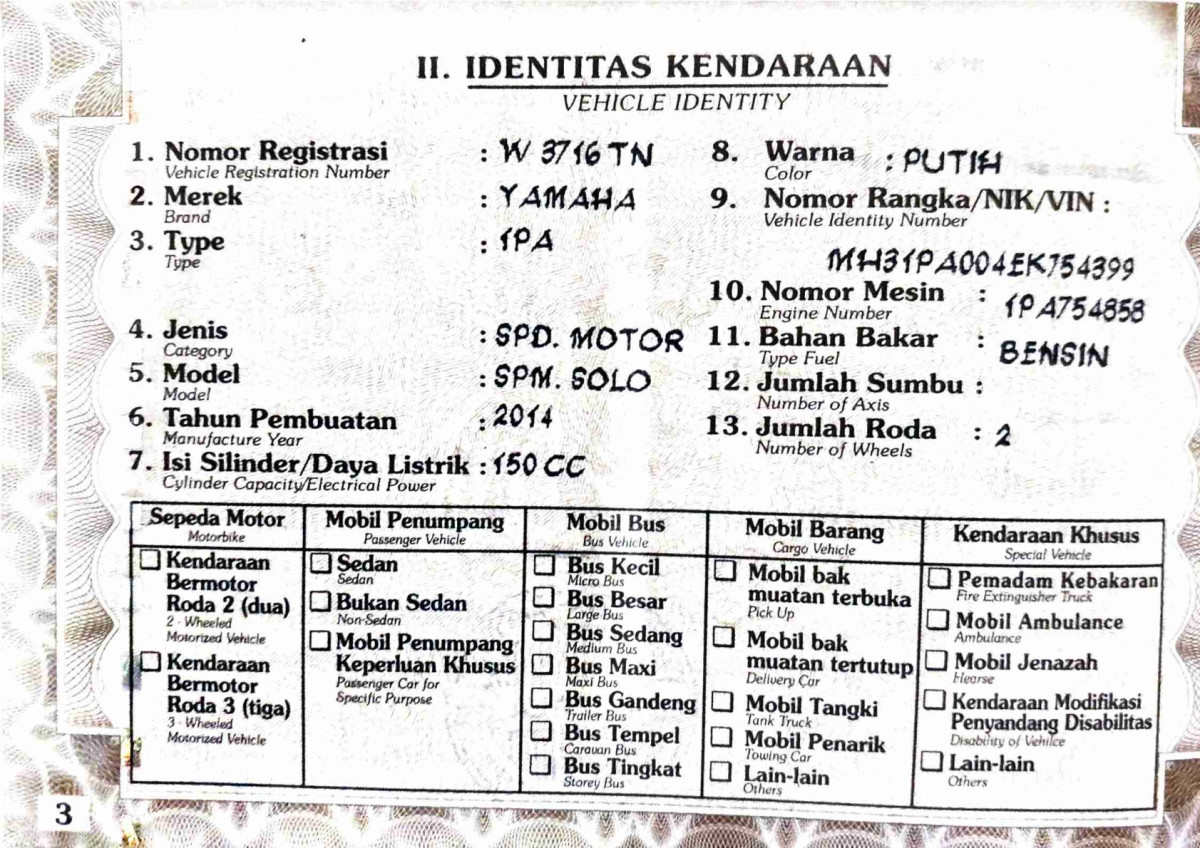 II. IDENTITAS KENDARAAN
VEHICLE IDENTITY
1. Nomor Registrasi : W 3716 TN
Vehicle Registration Number
2. Merek : YAMAHA
Brand
3. Type : 1PA
Type
4. Jenis : SPD. MOTOR
Category
5. Model : SPM. SOLO
Model
6. Tahun Pembuatan : 2014
Manufacture Year
7. Isi Silinder/Daya Listrik : 150 CC
Cylinder Capacity/Electrical Power
8. Warna : PUTIH
Color
9. Nomor Rangka/NIK/VIN :
Vehicle Identity Number
MH31PA004EK754399
10. Nomor Mesin : 1PA754858
Engine Number
11. Bahan Bakar : BENSIN
Type Fuel
12. Jumlah Sumbu :
Number of Axis
13. Jumlah Roda : 2
Number of Wheels
Sepeda Motor
Motorbike
Kendaraan
Bermotor
Roda 2 (dua)
2 - Wheeled
Motorized Vehicle
Kendaraan
Bermotor
Roda 3 (tiga)
3 - Wheeled
Motorized Vehicle
Mobil Penumpang
Passenger Vehicle
Sedan
Sedan
Bukan Sedan
Non-Sedan
Mobil Penumpang
Keperluan Khusus
Passenger Car for
Specific Purpose
Mobil Bus
Bus Vehicle
Bus Kecil
Micro Bus
Bus Besar
Large Bus
Bus Sedang
Medium Bus
Bus Maxi
Maxi Bus
Bus Gandeng
Trailer Bus
Bus Tempel
Caravan Bus
Bus Tingkat
Storey Bus
Mobil Barang
Cargo Vehicle
Mobil bak
muatan terbuka
Pick Up
Mobil bak
muatan tertutup
Delivery Car
Mobil Tangki
Tank Truck
Mobil Penarik
Towing Car
Lain-lain
Others
Kendaraan Khusus
Special Vehicle
Pemadam Kebakaran
Fire Extinguisher Truck
Mobil Ambulance
Ambulance
Mobil Jenazah
Hearse
Kendaraan Modifikasi
Penyandang Disabilitas
Disability of Vehilce
Lain-lain
Others
3